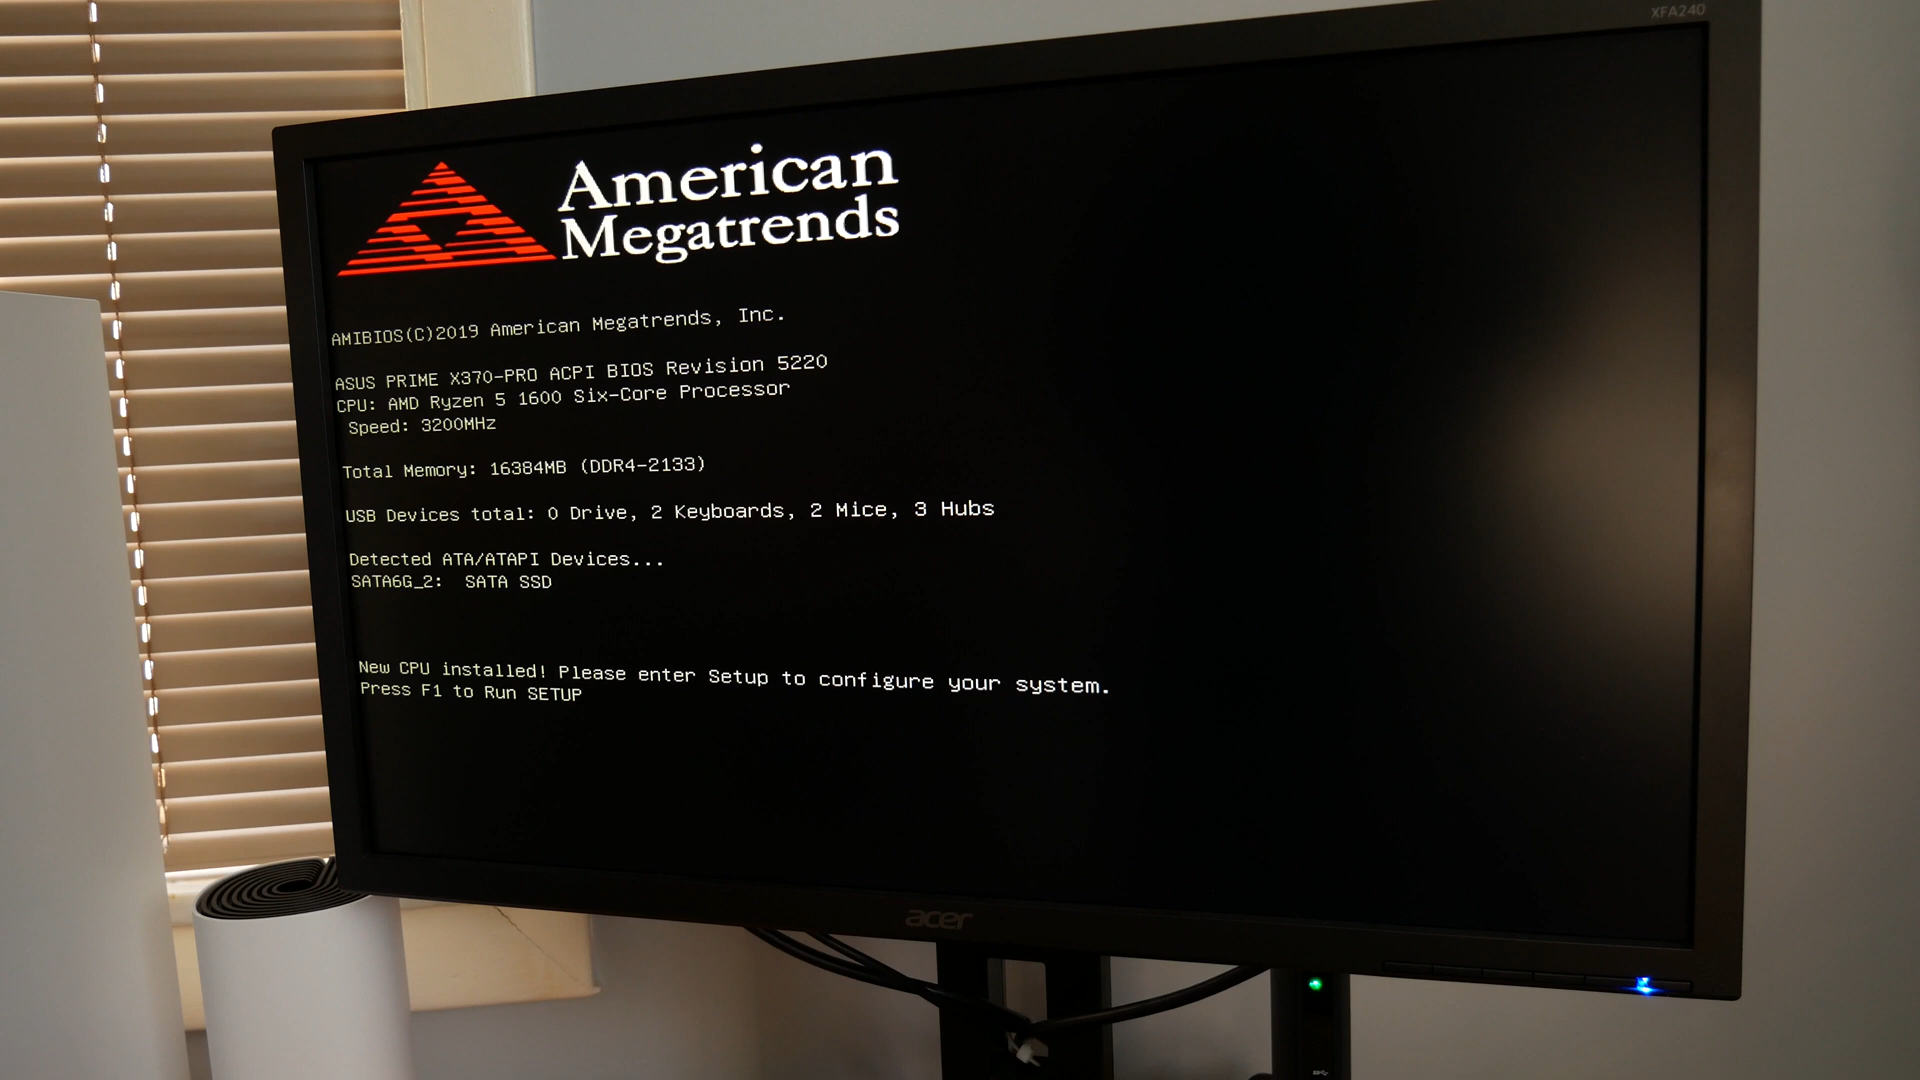 XFA240
American
Megatrends
AMIBIOS(C)2019 American Megatrends, Inc.
ASUS PRIME X370-PRO ACPI BIOS Revision 5220
CPU: AMD Ryzen 5 1600 Six-Core Processor
Speed: 3200MHz
Total Memory: 16384MB (DDR4-2133)
USB Devices total: 0 Drive, 2 Keyboards, 2 Mice, 3 Hubs
Detected ATA/ATAPI Devices...
SATA6G_2: SATA SSD
New CPU installed! Please enter Setup to configure your system.
Press F1 to Run SETUP
acer